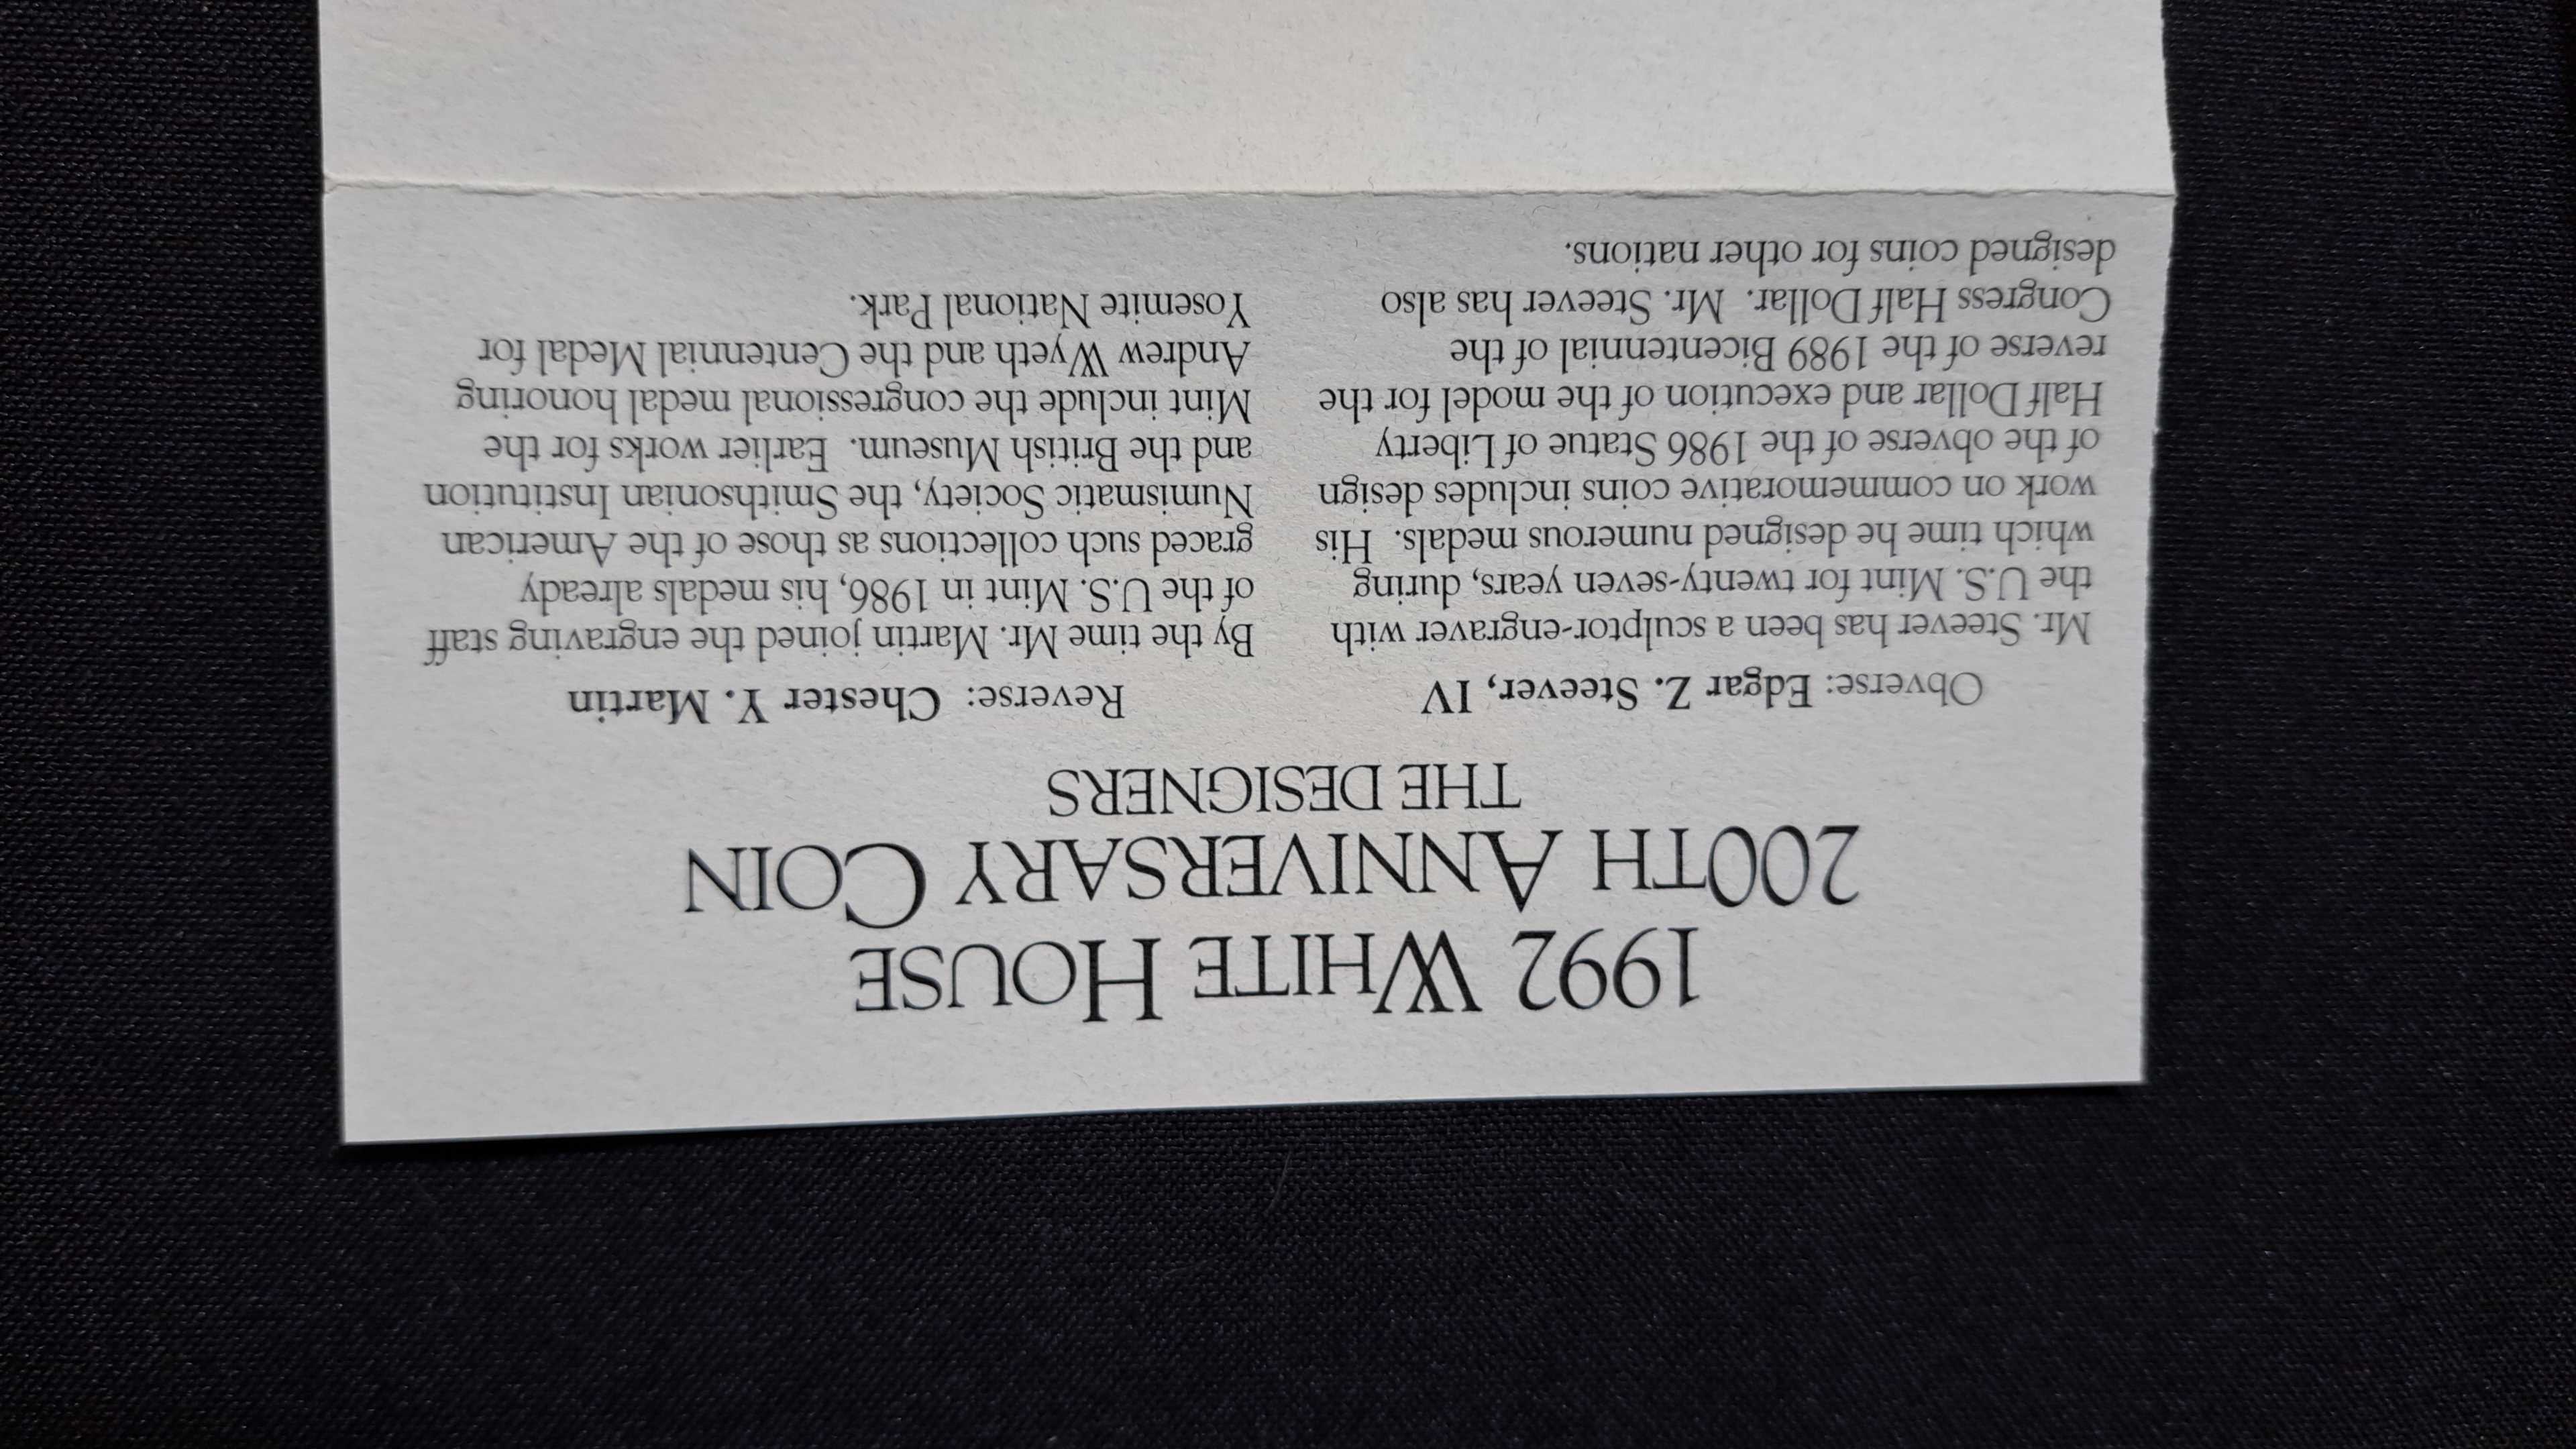 1992 WHITE HOUSE
200TH ANNIVERSARY COIN
THE DESIGNERS
Obverse: Edgar Z. Steever, IV
Mr. Steever has been a sculptor-engraver with
the U.S. Mint for twenty-seven years, during
which time he designed numerous medals. His
work on commemorative coins includes design
of the obverse of the 1986 Statue of Liberty
Half Dollar and execution of the model for the
reverse of the 1989 Bicentennial of the
Congress Half Dollar. Mr. Steever has also
designed coins for other nations.
Reverse: Chester Y. Martin
By the time Mr. Martin joined the engraving staff
of the U.S. Mint in 1986, his medals already
graced such collections as those of the American
Numismatic Society, the Smithsonian Institution
and the British Museum. Earlier works for the
Mint include the congressional medal honoring
Andrew Wyeth and the Centennial Medal for
Yosemite National Park.